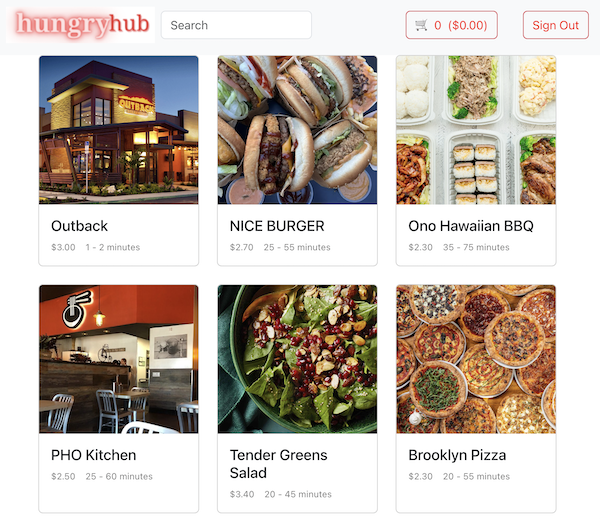 hungryhub
Search
0 ($0.00)
Sign Out
OUTBACK
Outback
$3.00 1 - 2 minutes
NICE BURGER
$2.70 25 - 55 minutes
Ono Hawaiian BBQ
$2.30 35 - 75 minutes
PHO Kitchen
$2.50 25 - 60 minutes
Tender Greens
Salad
$3.40 20 - 45 minutes
Brooklyn Pizza
$2.30 20 - 55 minutes